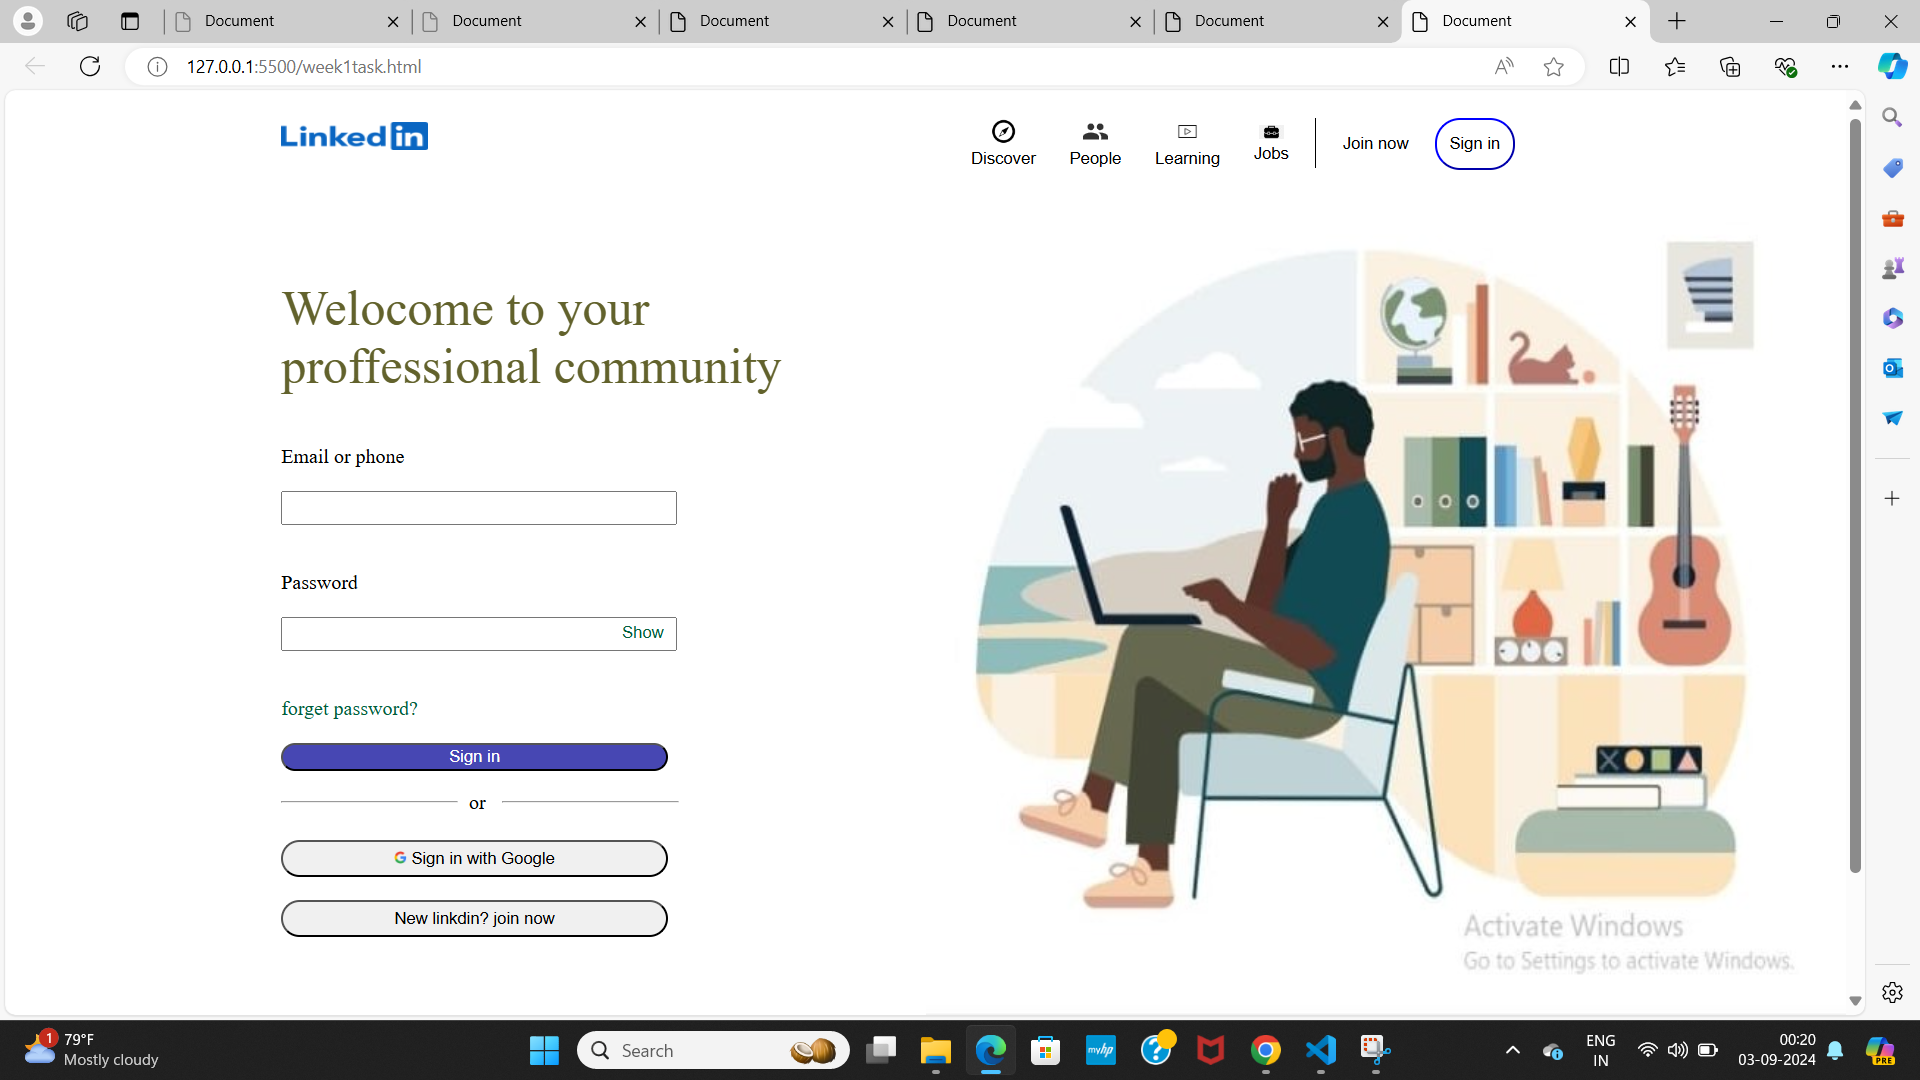 Document Document Document Document Document Document
127.0.0.1:5500/week1task.html
Linked in
Discover People Learning Jobs Join now Sign in
Welocome to your
proffessional community
Email or phone
Password
Show
forget password?
Sign in
or
G Sign in with Google
New linkdin? join now
Activate Windows
Go to Settings to activate Windows.
1 79°F
Mostly cloudy
Search
myhp
ENG
IN
00:20
03-09-2024
PRE